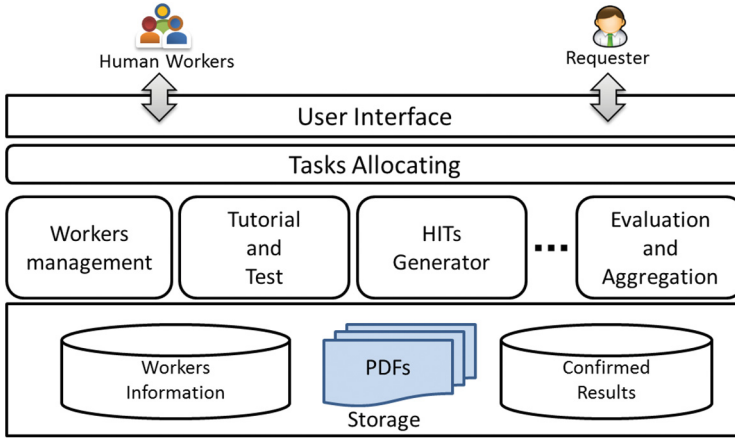 Human Workers
Requester
User Interface
Tasks Allocating
Workers
management
Tutorial
and
Test
HITs
Generator
...
Evaluation
and
Aggregation
Workers
Information
PDFs
Confirmed
Results
Storage